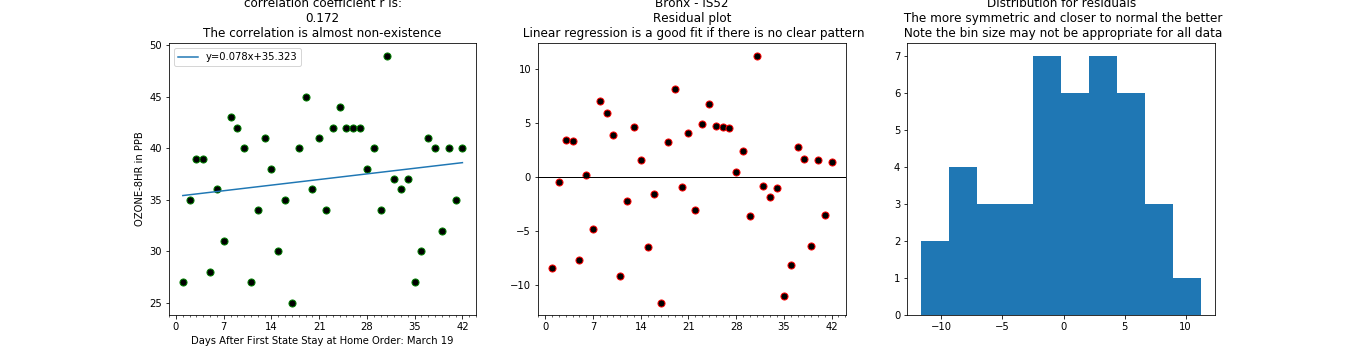 correlation coefficient r is:
0.172
The correlation is almost non-existence
50
45
40
35
30
25
y=0.078x+35.323
OZONE-8HR in PPB
0 7 14 21 28 35 42
Days After First State Stay at Home Order: March 19
Bronx - IS52
Residual plot
Linear regression is a good fit if there is no clear pattern
10
5
0
−5
−10
0 7 14 21 28 35 42
Distribution for residuals
The more symmetric and closer to normal the better
Note the bin size may not be appropriate for all data
7
6
5
4
3
2
1
0
−10 −5 0 5 10